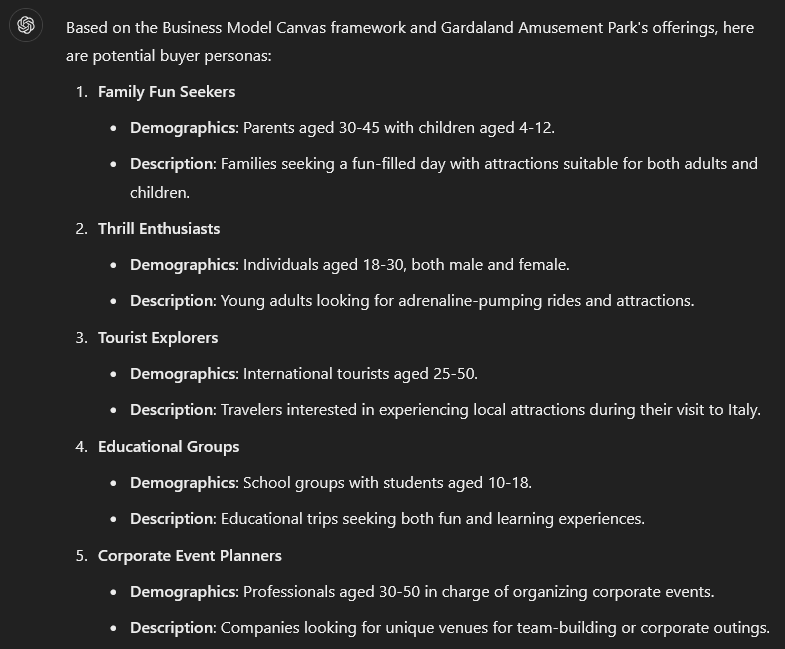 Based on the Business Model Canvas framework and Gardaland Amusement Park's offerings, here
are potential buyer personas:
1. Family Fun Seekers
• Demographics: Parents aged 30-45 with children aged 4-12.
• Description: Families seeking a fun-filled day with attractions suitable for both adults and
children.
2. Thrill Enthusiasts
• Demographics: Individuals aged 18-30, both male and female.
• Description: Young adults looking for adrenaline-pumping rides and attractions.
3. Tourist Explorers
• Demographics: International tourists aged 25-50.
• Description: Travelers interested in experiencing local attractions during their visit to Italy.
4. Educational Groups
• Demographics: School groups with students aged 10-18.
• Description: Educational trips seeking both fun and learning experiences.
5. Corporate Event Planners
• Demographics: Professionals aged 30-50 in charge of organizing corporate events.
• Description: Companies looking for unique venues for team-building or corporate outings.